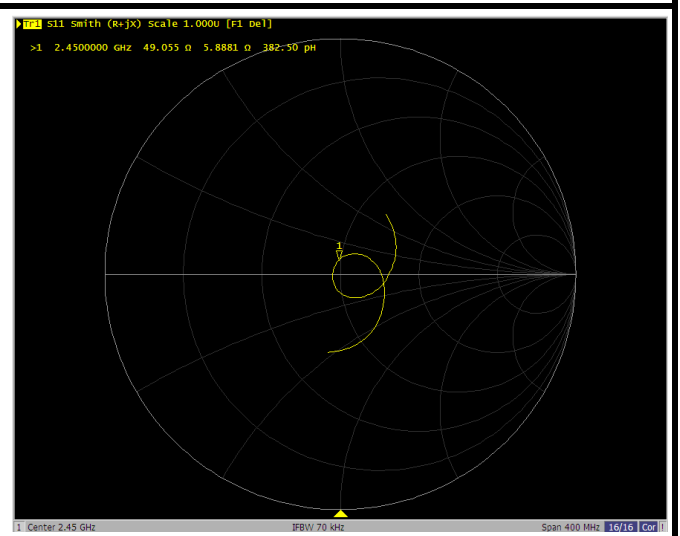 Tr1 S11 Smith (R+jX) Scale 1.000U [F1 Del]
>1 2.4500000 GHz 49.055 Ω 5.8881 Ω 382.50 pH
1
1 Center 2.45 GHz IFBW 70 kHz Span 400 MHz 16/16 Cor !